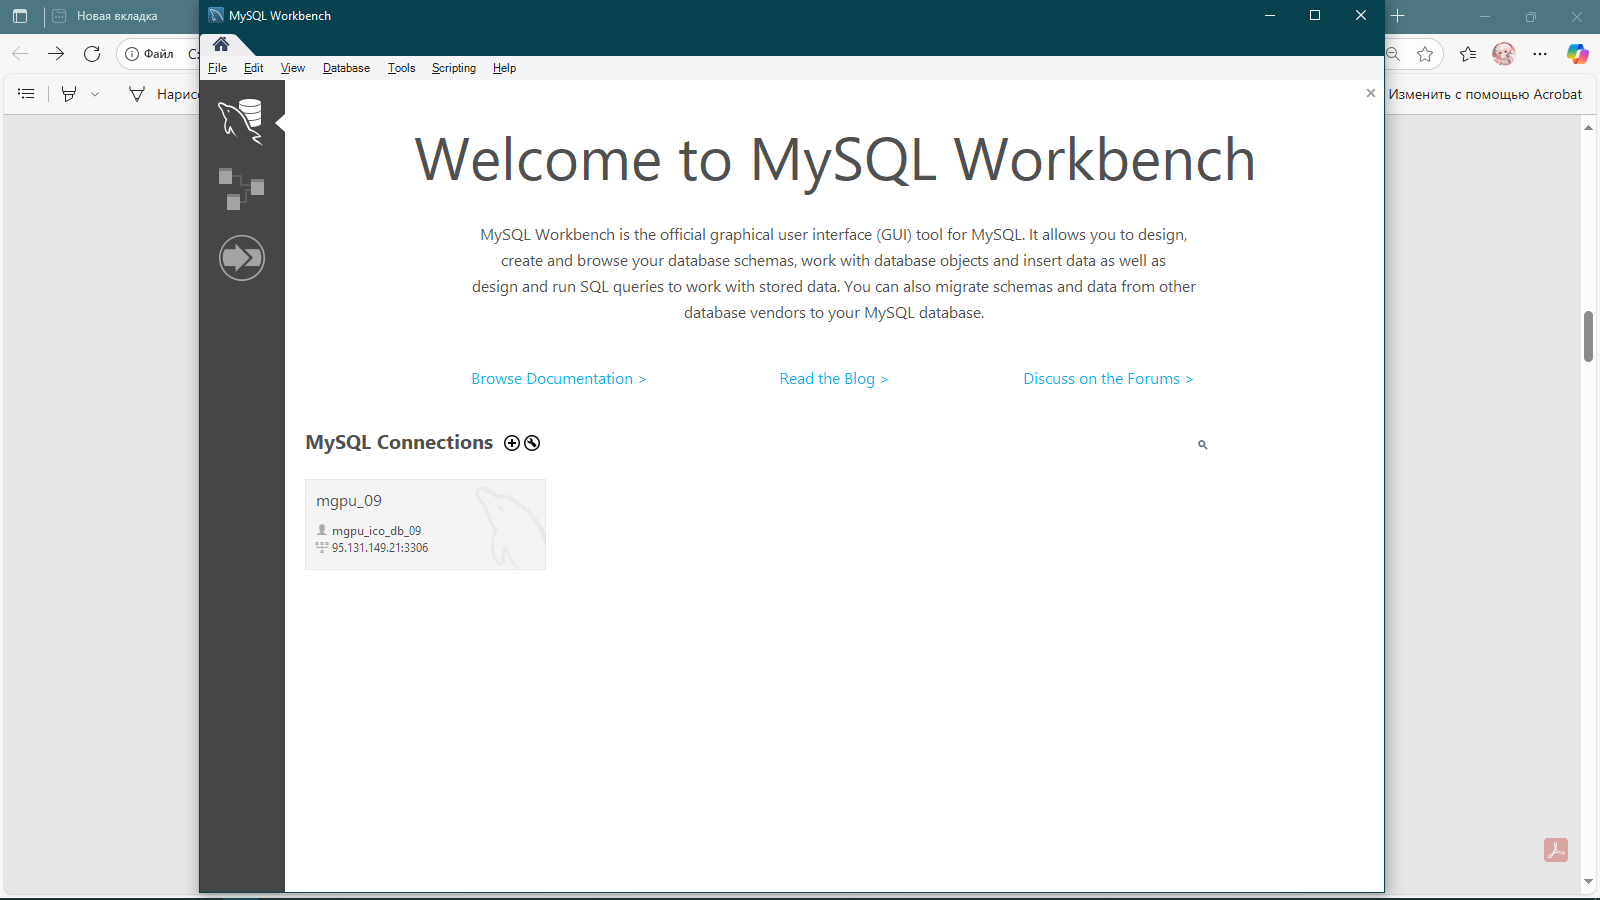 Новая вкладка
MySQL Workbench
Файл
File Edit View Database Tools Scripting Help
Изменить с помощью Acrobat
Welcome to MySQL Workbench
MySQL Workbench is the official graphical user interface (GUI) tool for MySQL. It allows you to design,
create and browse your database schemas, work with database objects and insert data as well as
design and run SQL queries to work with stored data. You can also migrate schemas and data from other
database vendors to your MySQL database.
Browse Documentation > Read the Blog > Discuss on the Forums >
MySQL Connections
mgpu_09
mgpu_ico_db_09
95.131.149.21:3306